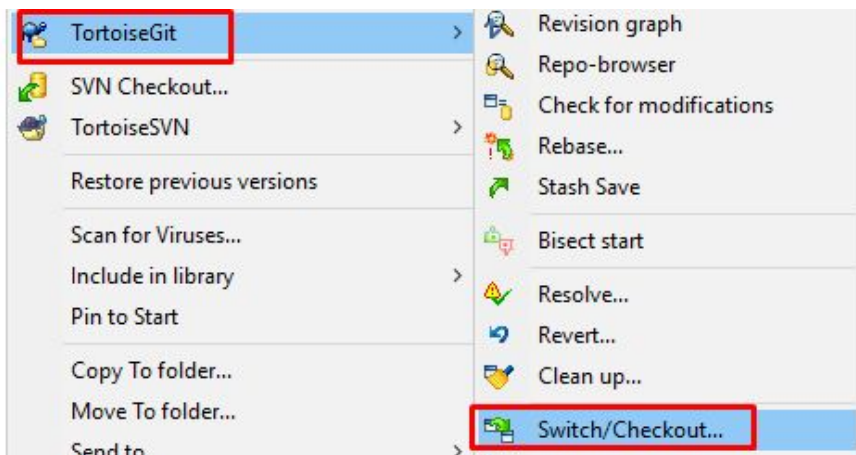 TortoiseGit
SVN Checkout...
TortoiseSVN
Restore previous versions
Scan for Viruses...
Include in library
Pin to Start
Copy To folder...
Move To folder...
Send to
Revision graph
Repo-browser
Check for modifications
Rebase...
Stash Save
Bisect start
Resolve...
Revert...
Clean up...
Switch/Checkout...